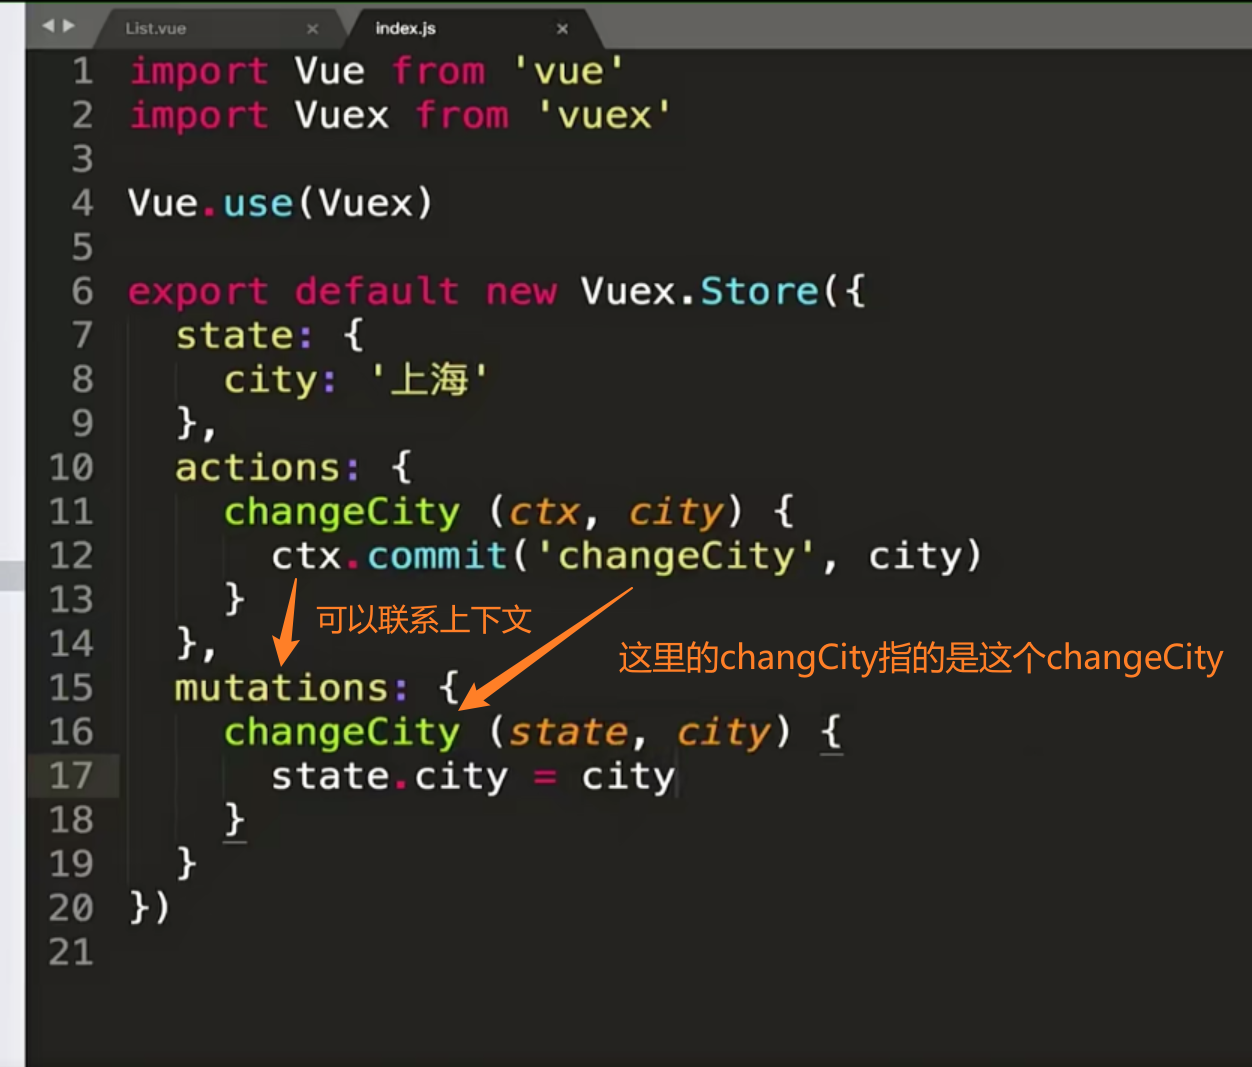 List.vue × index.js ×
1 import Vue from 'vue'
2 import Vuex from 'vuex'
3
4 Vue.use(Vuex)
5
6 export default new Vuex.Store({
7 state: {
8 city: '上海'
9 },
10 actions: {
11 changeCity (ctx, city) {
12 ctx.commit('changeCity', city)
13 }
可以联系上下文
14 },
这里的changCity指的是这个changeCity
15 mutations: {
16 changeCity (state, city) {
17 state.city = city
18 }
19 }
20 })
21